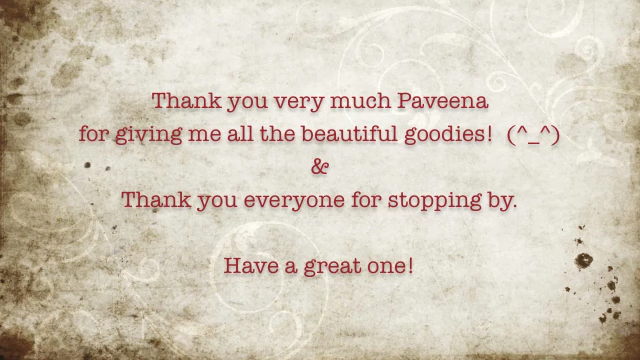 Thank you very much Paveena
for giving me all the beautiful goodies!  (^_^)
&
Thank you everyone for stopping by.
Have a great one!